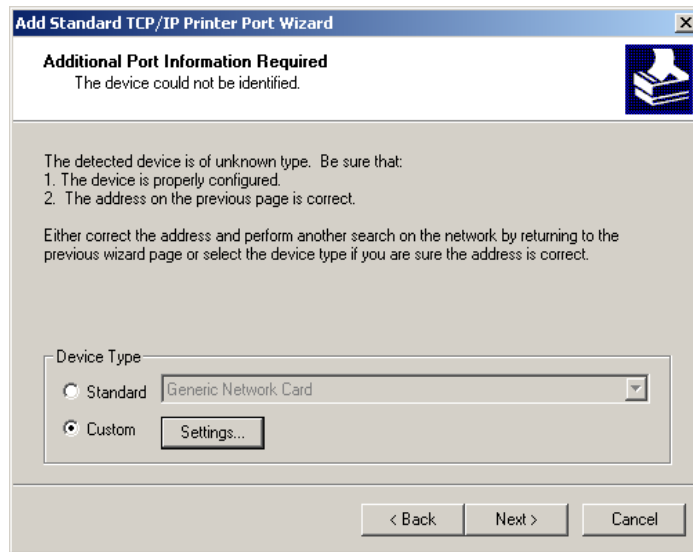 Add Standard TCP/IP Printer Port Wizard
Additional Port Information Required
The device could not be identified.
The detected device is of unknown type.  Be sure that:
1. The device is properly configured.
2.  The address on the previous page is correct.
Either correct the address and perform another search on the network by returning to the
previous wizard page or select the device type if you are sure the address is correct.
Device Type
Standard
Generic Network Card
Custom
Settings...
< Back
Next >
Cancel